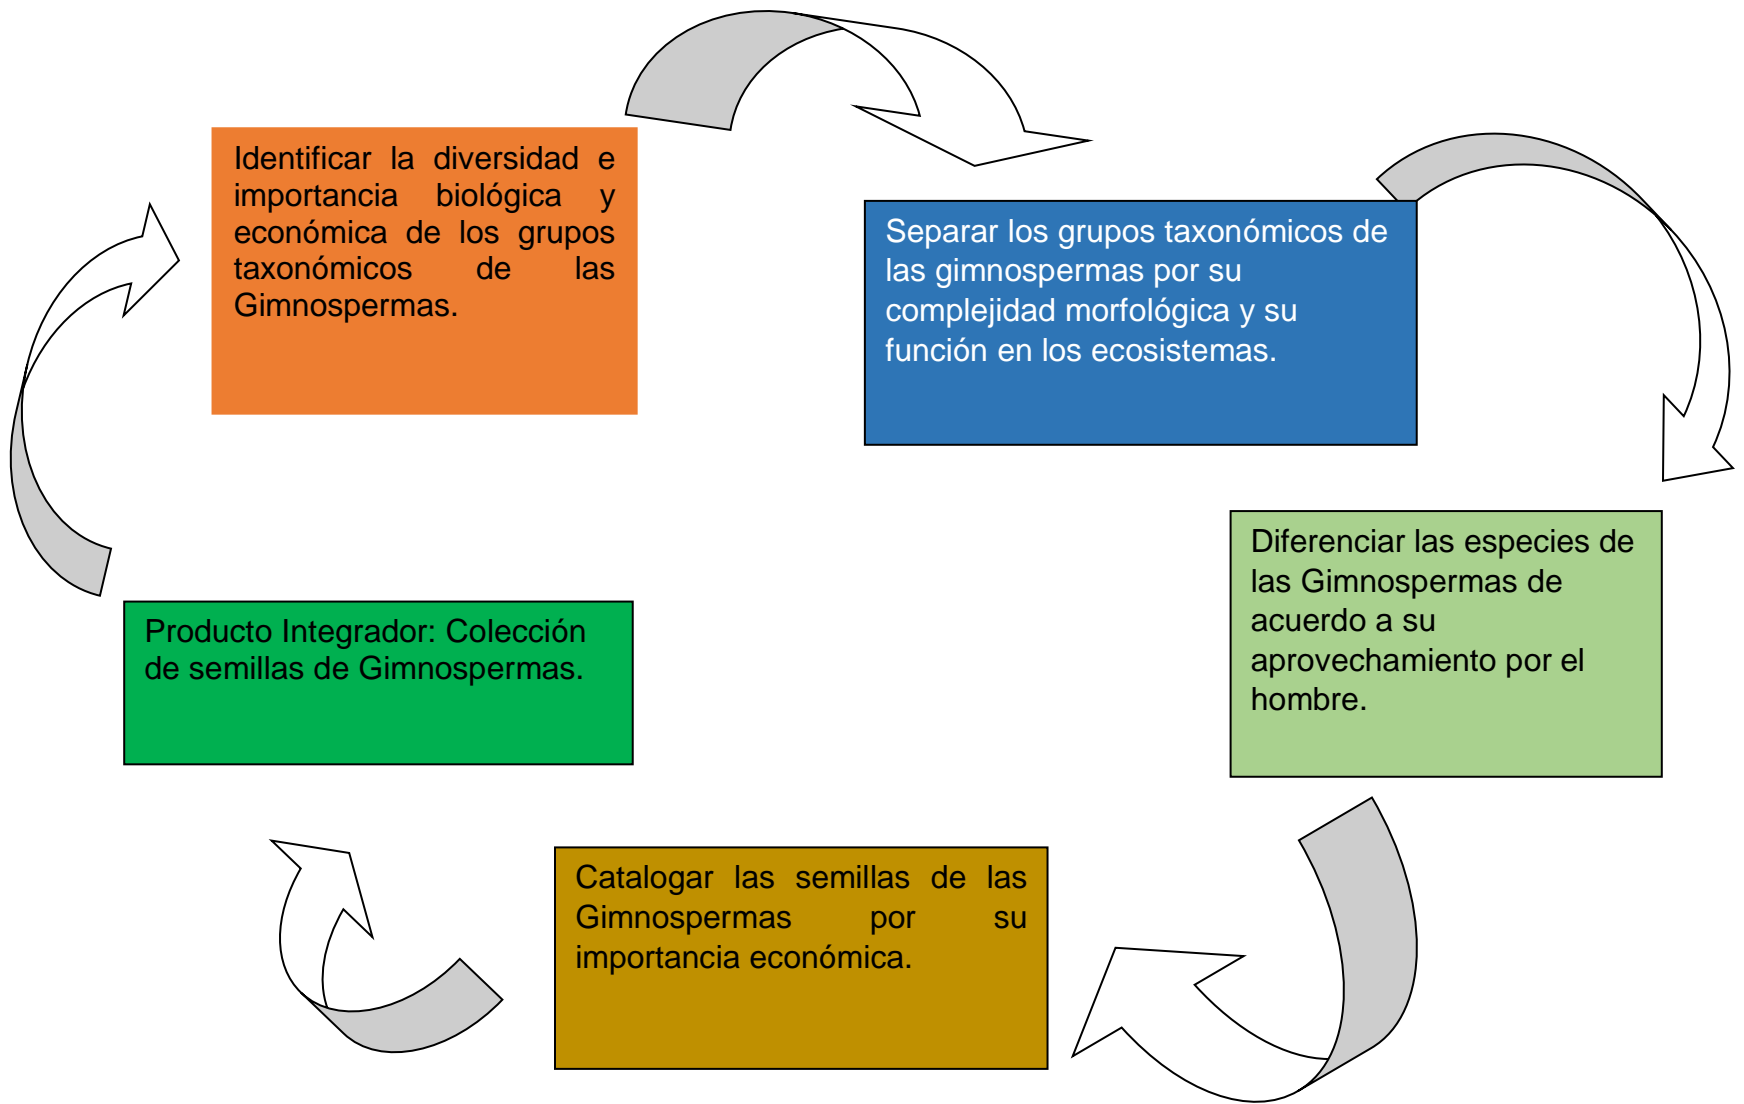 Identificar la diversidad e
importancia biológica y
económica de los grupos
taxonómicos de las
Gimnospermas.
Separar los grupos taxonómicos de
las gimnospermas por su
complejidad morfológica y su
función en los ecosistemas.
Diferenciar las especies de
las Gimnospermas de
acuerdo a su
aprovechamiento por el
hombre.
Catalogar las semillas de las
Gimnospermas por su
importancia económica.
Producto Integrador: Colección
de semillas de Gimnospermas.